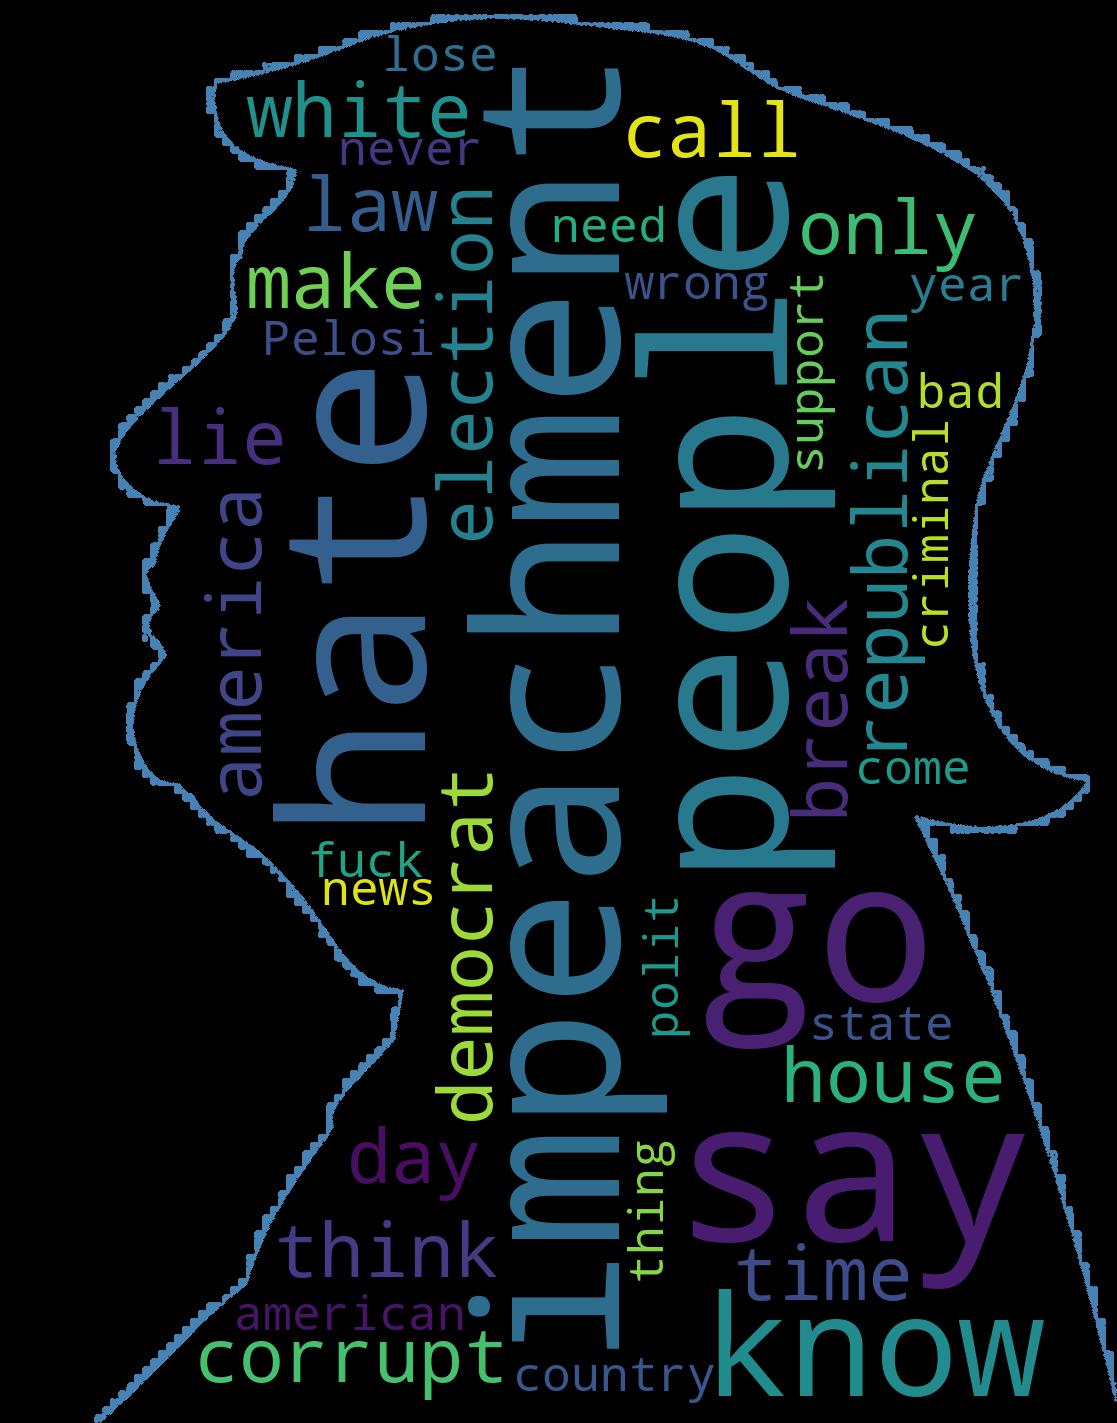 lose
white
call
never
law
election
impeachment
people
need
only
make
wrong
year
Pelosi
support
republican
hate
bad
lie
criminal
america
break
come
democrat
fuck
news
go
polit
state
house
day
say
thing
think
time
american
know
corrupt
country